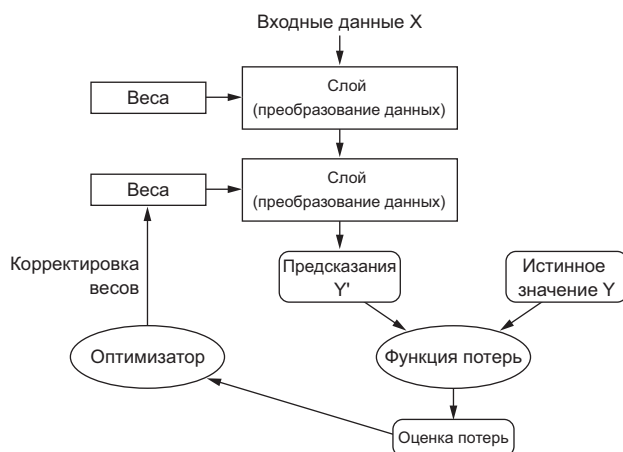 Входные данные X
Веса
Слой
(преобразование данных)
Веса
Слой
(преобразование данных)
Корректировка
весов
Предсказания
Y'
Истинное
значение Y
Оптимизатор
Функция потерь
Оценка потерь